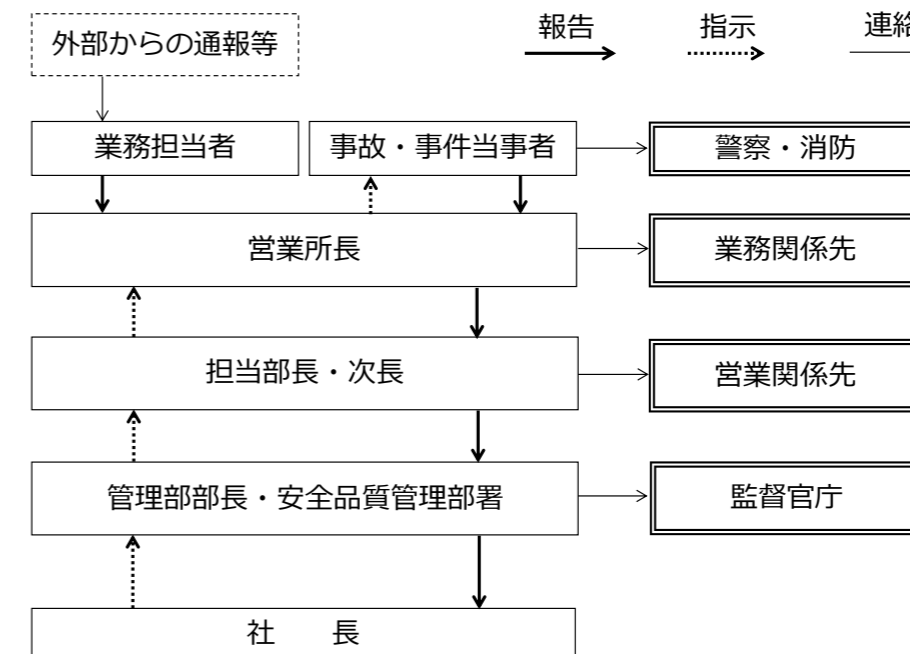 外部からの通報等
報告
指示
連絡
業務担当者
事故・事件当事者
警察・消防
営業所長
業務関係先
担当部長・次長
営業関係先
管理部部長・安全品質管理部署
監督官庁
社　　長